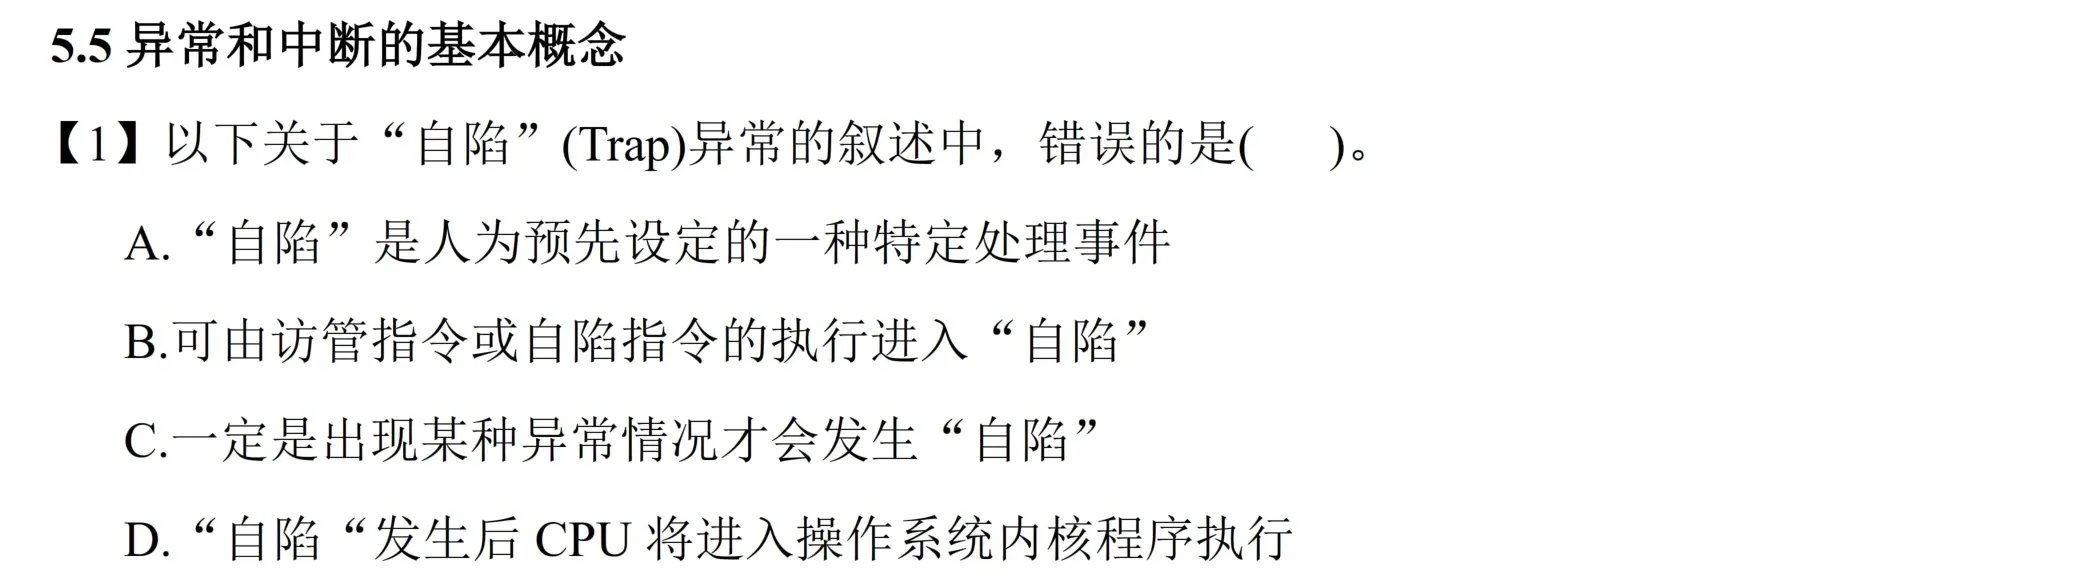 5.5 异常和中断的基本概念
【1】以下关于“自陷”(Trap)异常的叙述中，错误的是(　　)。
A.“自陷”是人为预先设定的一种特定处理事件
B.可由访管指令或自陷指令的执行进入“自陷”
C.一定是出现某种异常情况才会发生“自陷”
D.“自陷“发生后 CPU 将进入操作系统内核程序执行